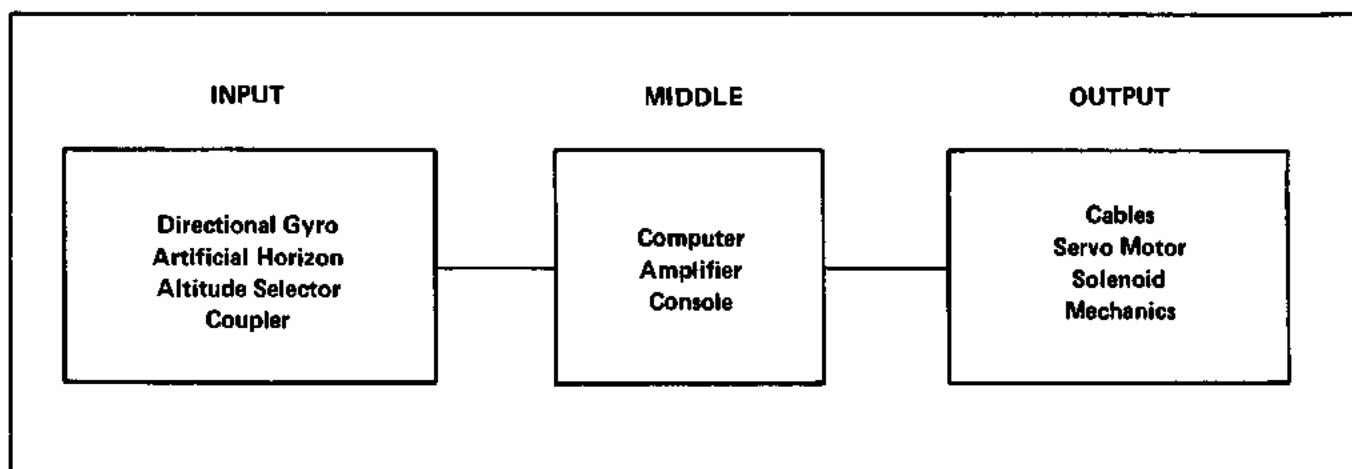 INPUT
MIDDLE
OUTPUT
Directional Gyro
Artificial Horizon
Altitude Selector
Coupler
Computer
Amplifier
Console
Cables
Servo Motor
Solenoid
Mechanics